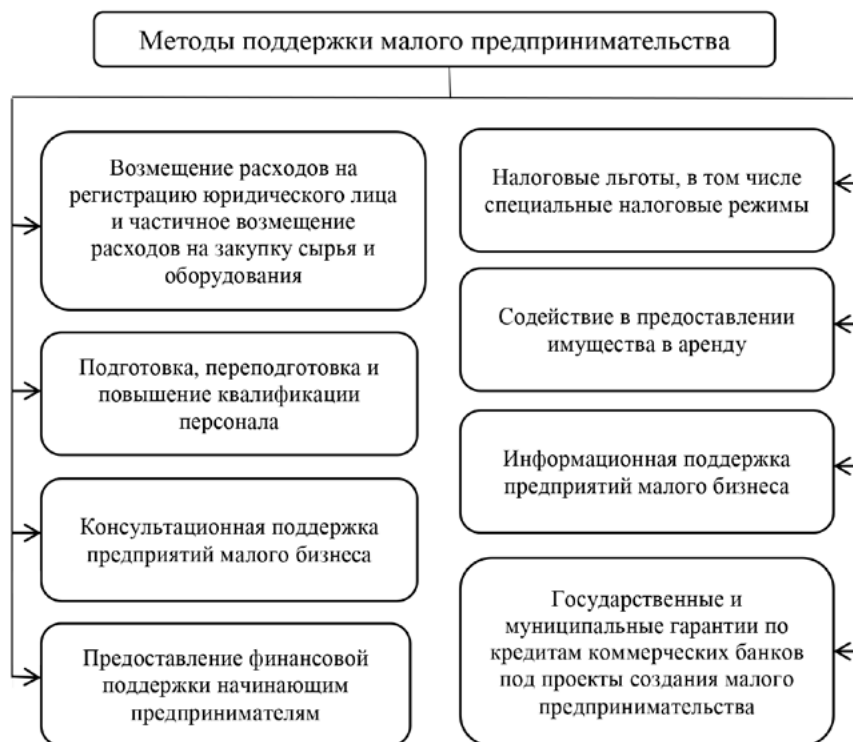 Методы поддержки малого предпринимательства
Возмещение расходов на
регистрацию юридического лица
и частичное возмещение
расходов на закупку сырья и
оборудования
Подготовка, переподготовка и
повышение квалификации
персонала
Консультационная поддержка
предприятий малого бизнеса
Предоставление финансовой
поддержки начинающим
предпринимателям
Налоговые льготы, в том числе
специальные налоговые режимы
Содействие в предоставлении
имущества в аренду
Информационная поддержка
предприятий малого бизнеса
Государственные и
муниципальные гарантии по
кредитам коммерческих банков
под проекты создания малого
предпринимательства